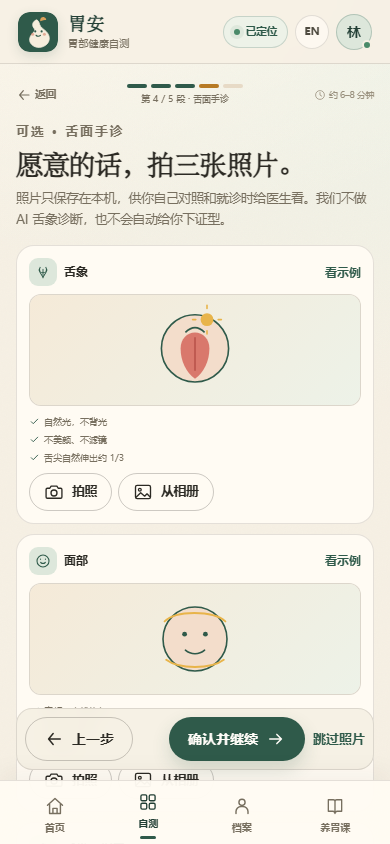 胃安
胃部健康自测
已定位
EN
林
返回
第 4 / 5 段 · 舌面手诊
约 6–8 分钟
可选 • 舌面手诊
愿意的话，拍三张照片。
照片只保存在本机，供你自己对照和就诊时给医生看。我们不做
AI 舌象诊断，也不会自动给你下证型。
舌象
看示例
自然光，不背光
不美颜、不滤镜
舌尖自然伸出约 1/3
拍照
从相册
面部
看示例
上一步
确认并继续
跳过照片
拍照
从相册
首页
自测
档案
养胃课